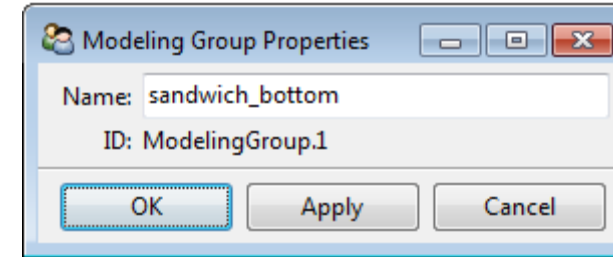 Modeling Group Properties
Name: sandwich_bottom
ID: ModelingGroup.1
OK Apply Cancel